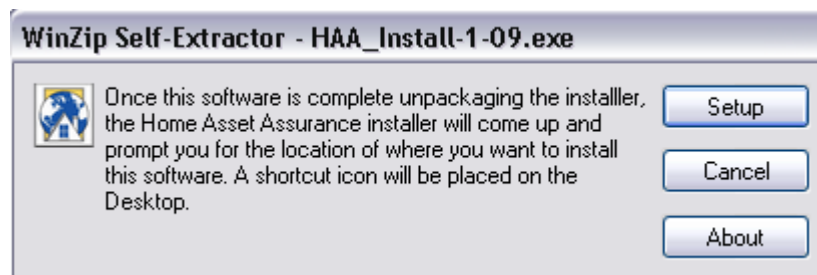 WinZip Self-Extractor - HAA_Install-1-09.exe
Once this software is complete unpackaging the installler,
the Home Asset Assurance installer will come up and
prompt you for the location of where you want to install
this software. A shortcut icon will be placed on the
Desktop.
Setup
Cancel
About